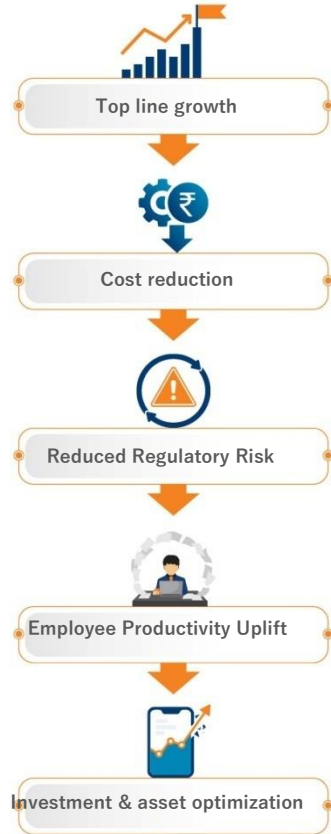 Top line growth
₹
Cost reduction
Reduced Regulatory Risk
Employee Productivity Uplift
Investment & asset optimization